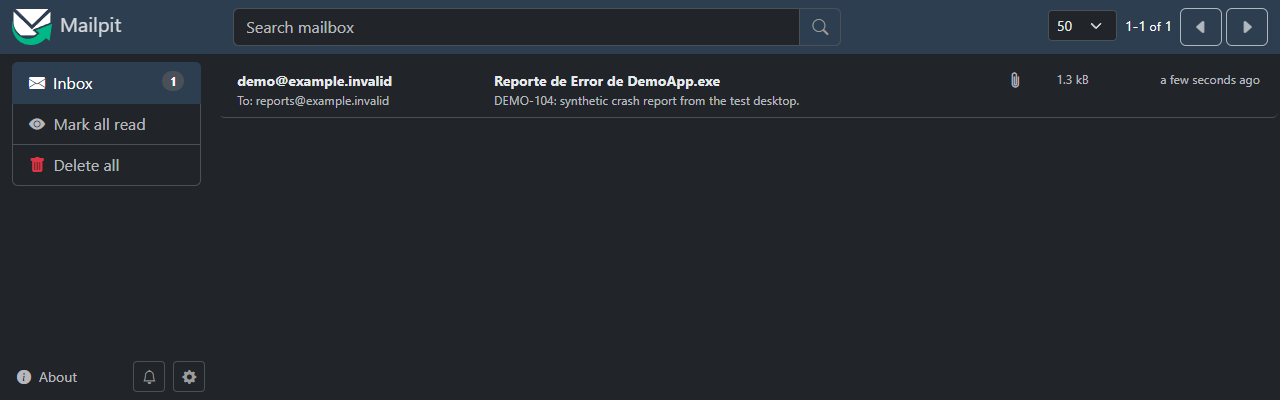 Mailpit
Search mailbox
50
1-1 of 1
Inbox
1
Mark all read
Delete all
demo@example.invalid
To: reports@example.invalid
Reporte de Error de DemoApp.exe
DEMO-104: synthetic crash report from the test desktop.
1.3 kB
a few seconds ago
About